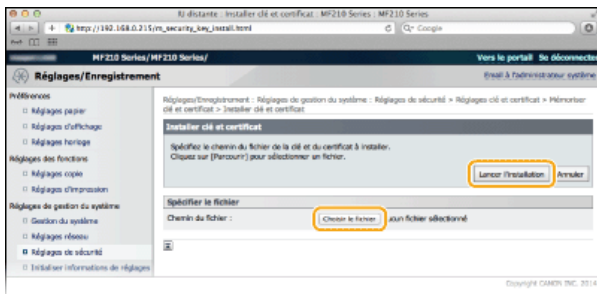 IU distante : Installer clé et certificat : MF210 Series : MF210 Series
http://192.168.0.215/m_security_key_install.html
Google
MF210 Series/MF210 Series/
Vers le portail Se déconnecter
Réglages/Enregistrement
Email à l'administrateur système
Préférences
Réglages papier
Réglages d'affichage
Réglages horloge
Réglages des fonctions
Réglages copie
Réglages d'impression
Réglages de gestion du système
Gestion du système
Réglages réseau
Réglages de sécurité
Initialiser informations de réglages
Réglages/Enregistrement : Réglages de gestion du système : Réglages de sécurité > Réglages clé et certificat > Mémoriser
clé et certificat > Installer clé et certificat
Installer clé et certificat
Spécifiez le chemin du fichier de la clé et du certificat à installer.
Cliquez sur [Parcourir] pour sélectionner un fichier.
Lancer l'installation Annuler
Spécifier le fichier
Chemin du fichier : Choisir le fichier aucun fichier sélectionné
Copyright CANON INC. 2014